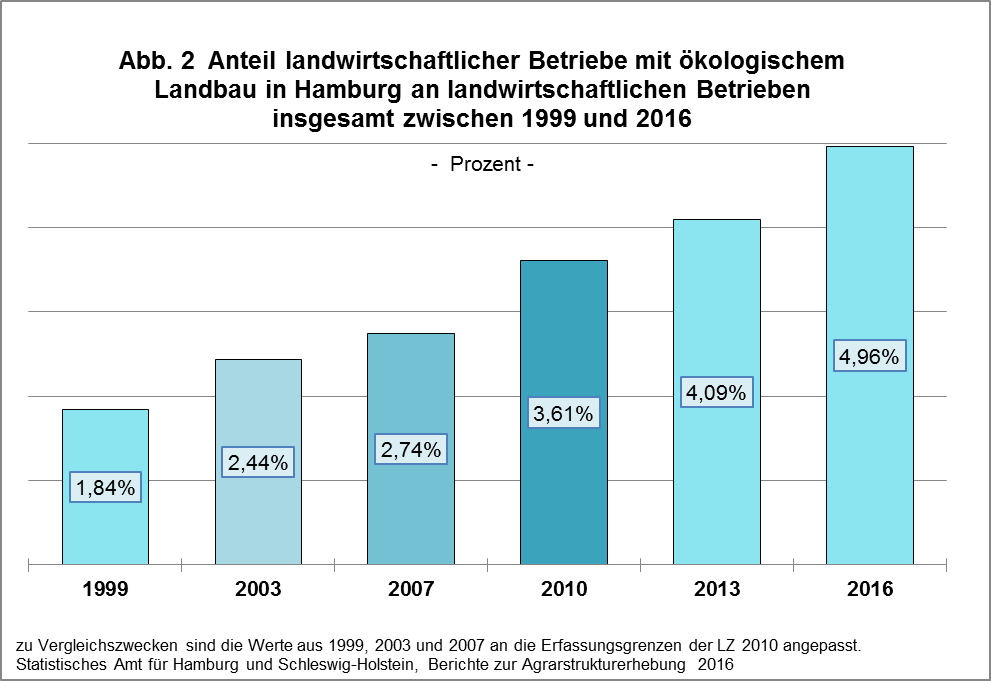 Abb. 2 Anteil landwirtschaftlicher Betriebe mit ökologischem
Landbau in Hamburg an landwirtschaftlichen Betrieben
insgesamt zwischen 1999 und 2016
- Prozent -
1,84%
2,44%
2,74%
3,61%
4,09%
4,96%
1999 2003 2007 2010 2013 2016
zu Vergleichszwecken sind die Werte aus 1999, 2003 und 2007 an die Erfassungsgrenzen der LZ 2010 angepasst.
Statistisches Amt für Hamburg und Schleswig-Holstein, Berichte zur Agrarstrukturerhebung 2016